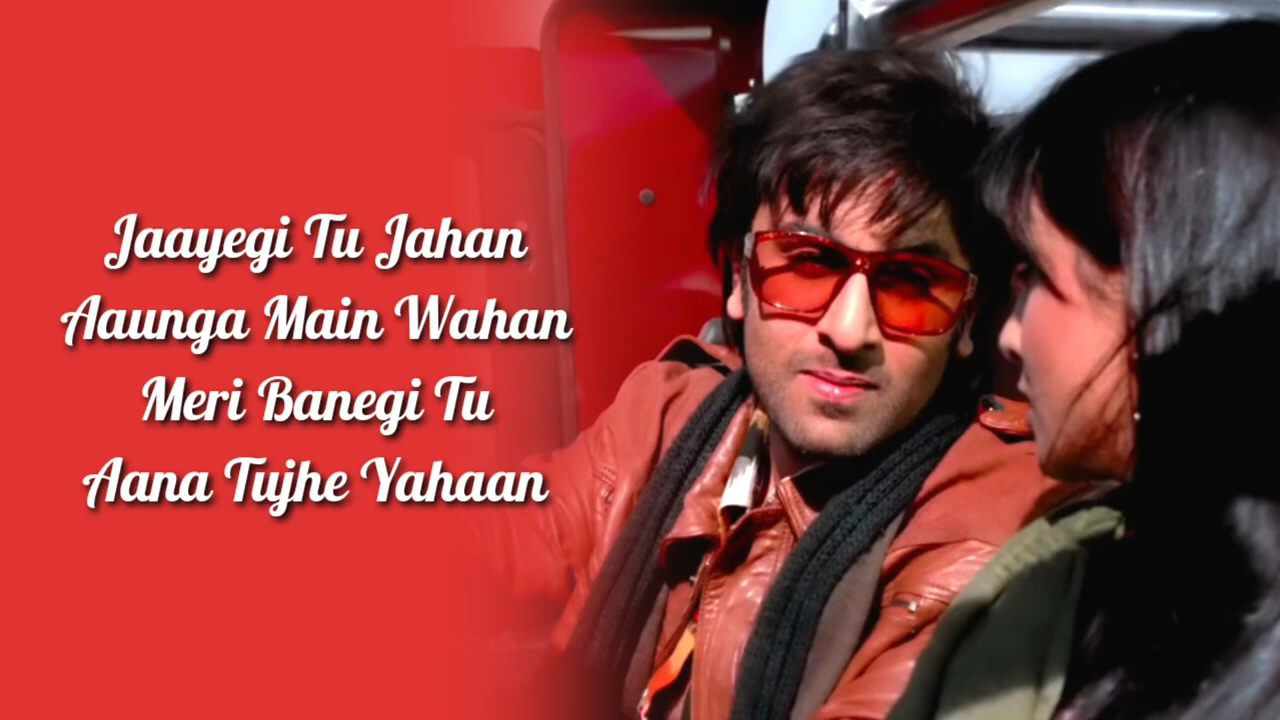 Jaayegi Tu Jahan
Aaunga Main Wahan
Meri Banegi Tu
Aana Tujhe Yahaan